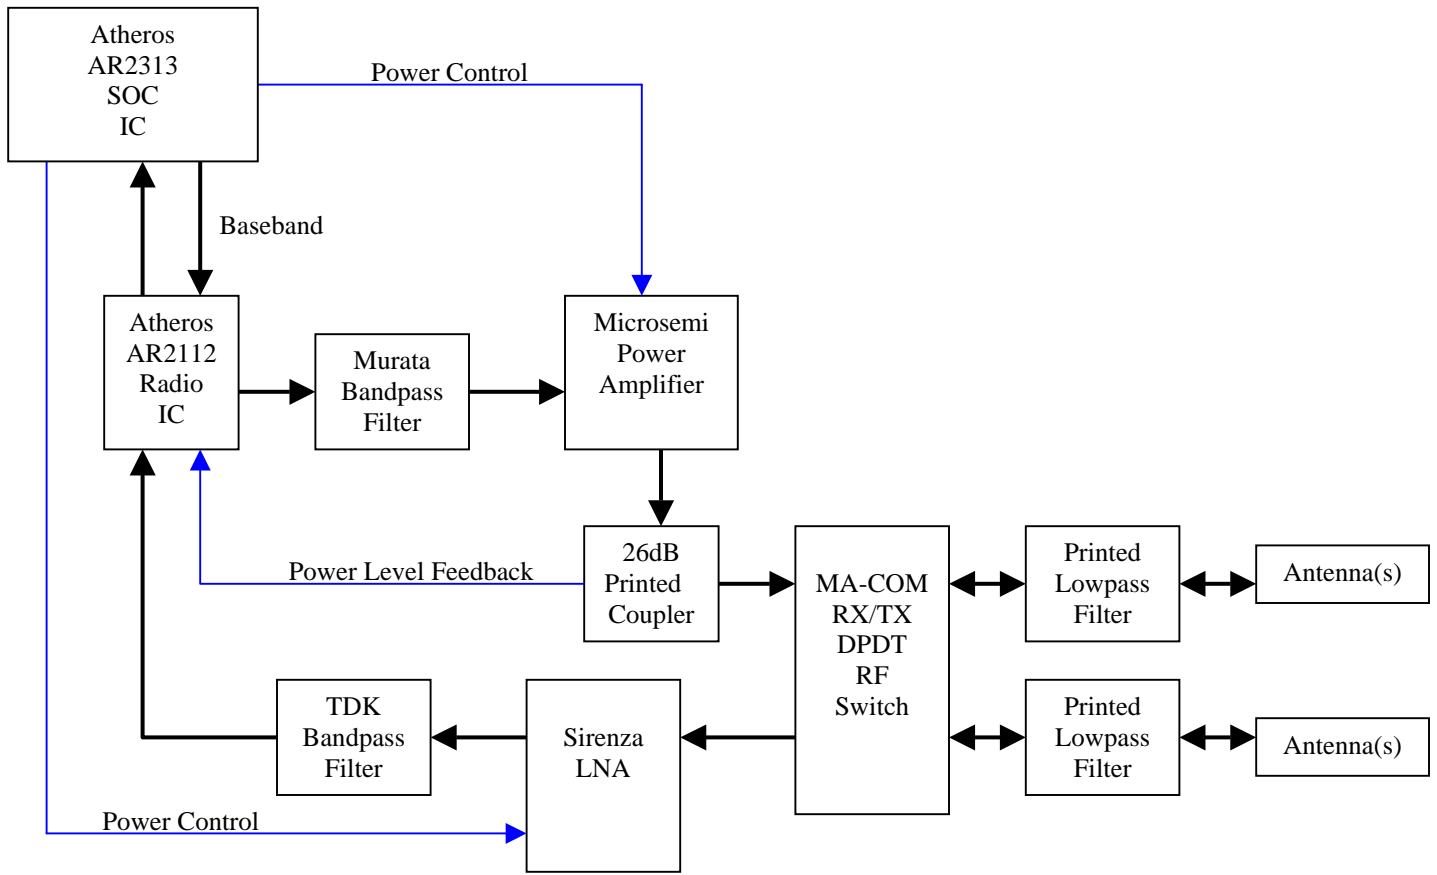 Atheros
AR2313
SOC
IC
Power Control
Baseband
Atheros
AR2112
Radio
IC
Murata
Bandpass
Filter
Microsemi
Power
Amplifier
Power Level Feedback
26dB
Printed
Coupler
MA-COM
RX/TX
DPDT
RF
Switch
Printed
Lowpass
Filter
Antenna(s)
TDK
Bandpass
Filter
Sirenza
LNA
Printed
Lowpass
Filter
Antenna(s)
Power Control